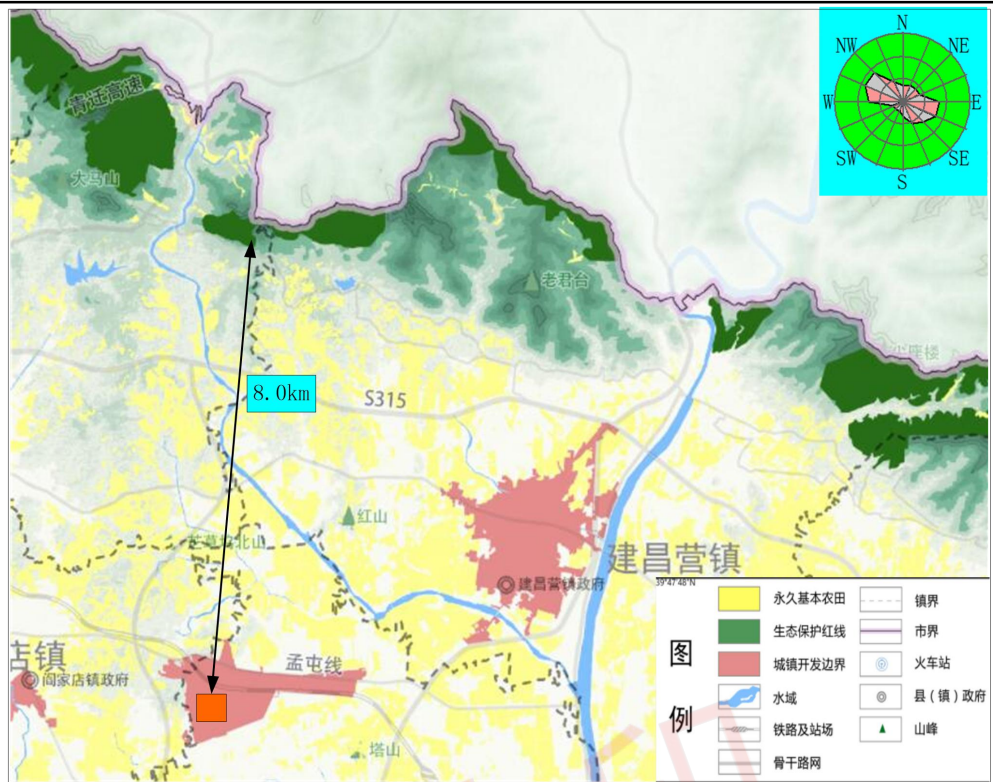 N
NW
NE
W
E
SW
SE
S
青迁高速
大马山
老君台
8.0km
S315
红山
建昌营镇
建昌营镇政府
39°47'48"N
店镇
阎家店镇政府
孟屯线
塔山
图例
永久基本农田
镇界
生态保护红线
市界
城镇开发边界
火车站
水域
县（镇）政府
铁路及站场
山峰
骨干路网